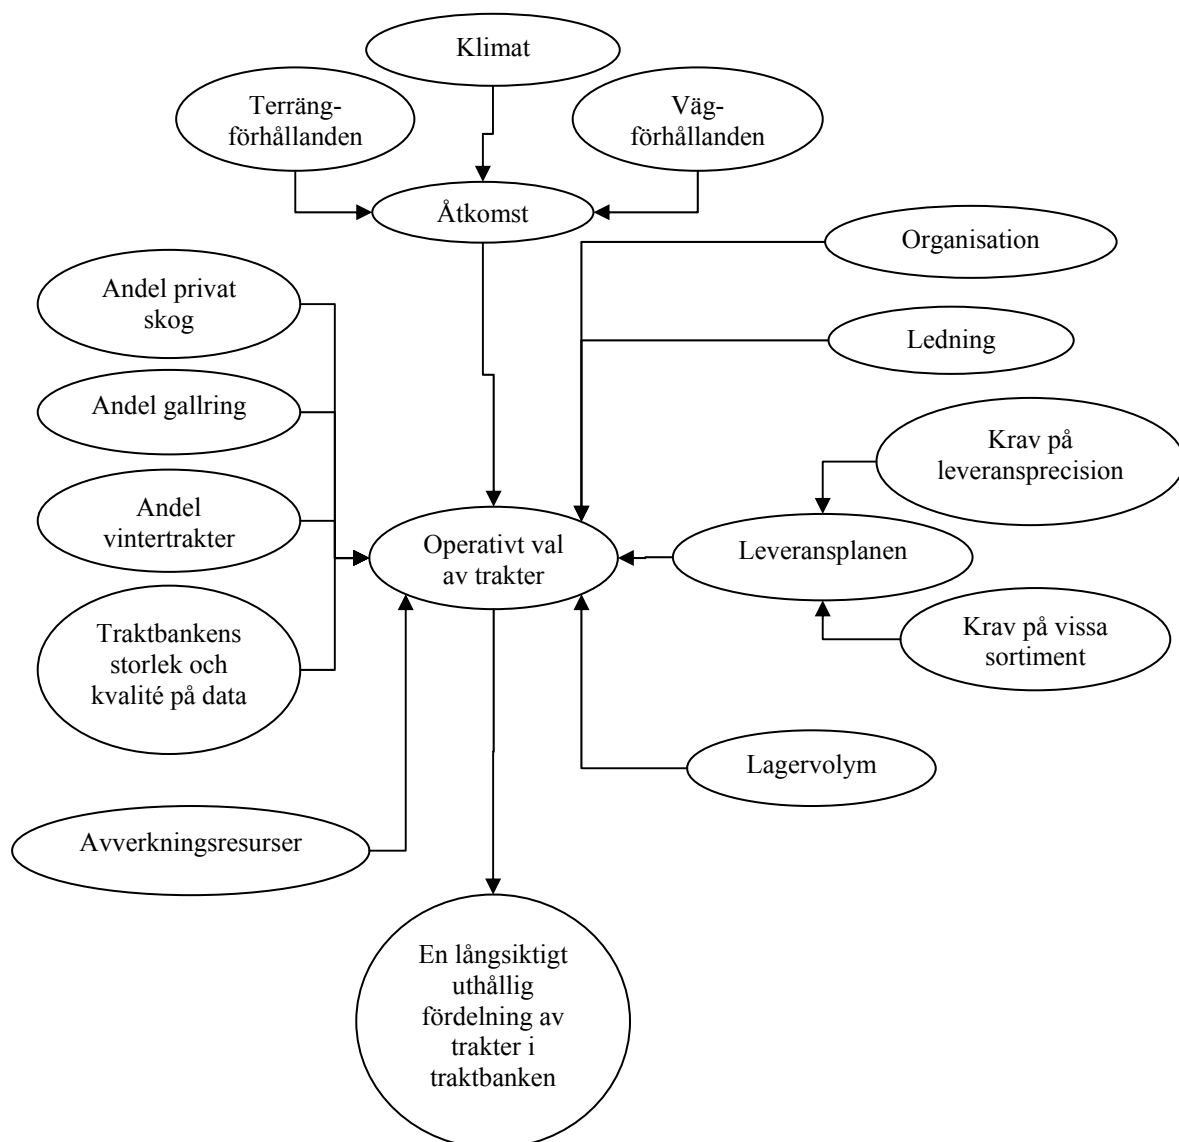 Klimat
Terräng-
förhållanden
Väg-
förhållanden
Åtkomst
Organisation
Andel privat
skog
Ledning
Andel gallring
Krav på
leveransprecision
Andel
vintertrakter
Operativt val
av trakter
Leveransplanen
Traktbankens
storlek och
kvalité på data
Krav på vissa
sortiment
Lagervolym
Avverkningsresurser
En långsiktigt
uthållig
fördelning av
trakter i
traktbanken